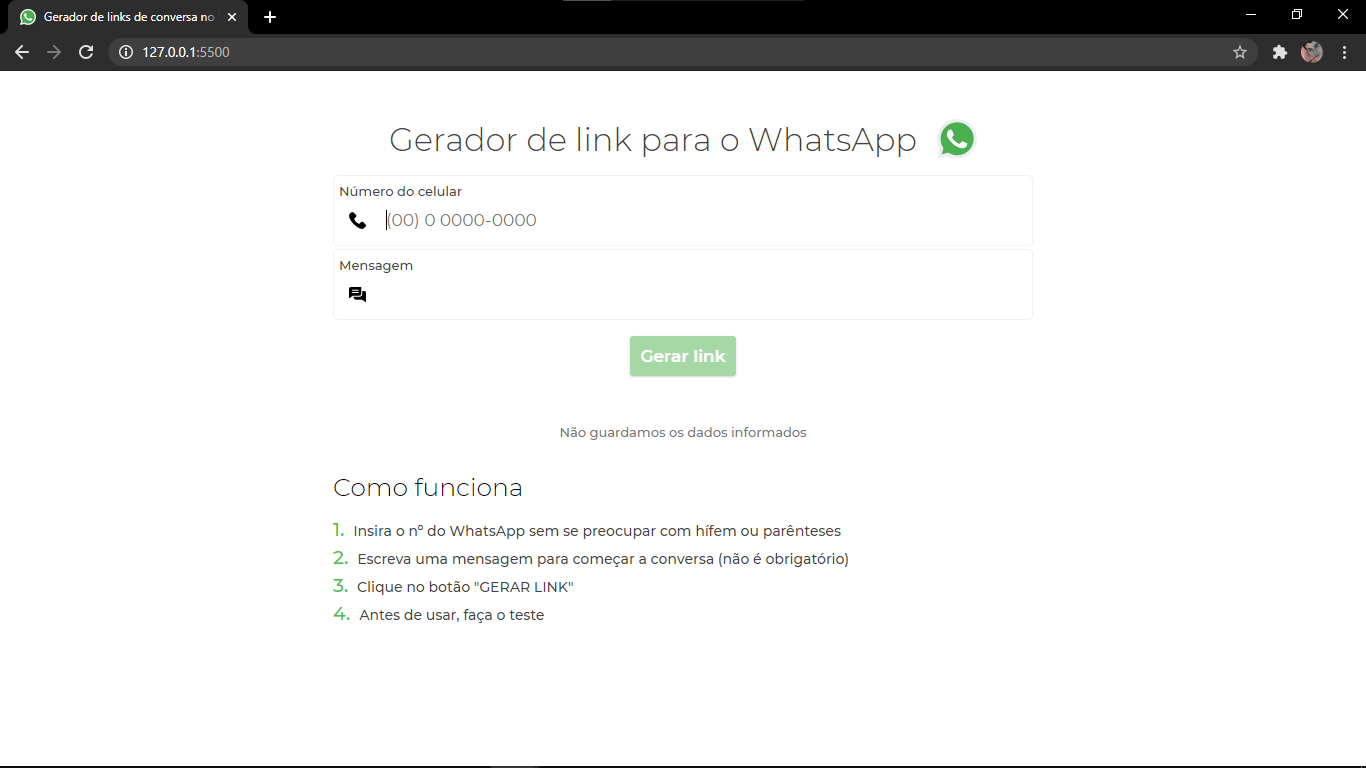 Gerador de links de conversa no
127.0.0.1:5500
Gerador de link para o WhatsApp
Número do celular
(00) 0 0000-0000
Mensagem
Gerar link
Não guardamos os dados informados
Como funciona
1. Insira o nº do WhatsApp sem se preocupar com hífem ou parênteses
2. Escreva uma mensagem para começar a conversa (não é obrigatório)
3. Clique no botão "GERAR LINK"
4. Antes de usar, faça o teste